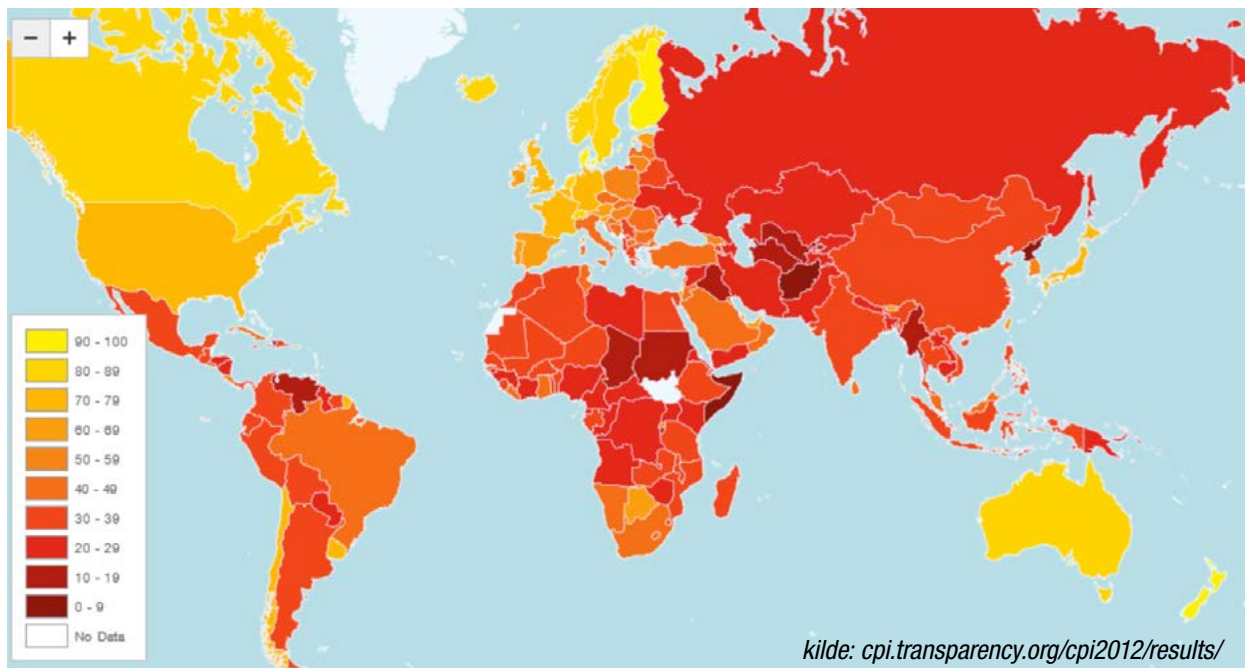 − +
90 - 100
80 - 89
70 - 79
60 - 69
50 - 59
40 - 49
30 - 39
20 - 29
10 - 19
0 - 9
No Data
kilde: cpi.transparency.org/cpi2012/results/